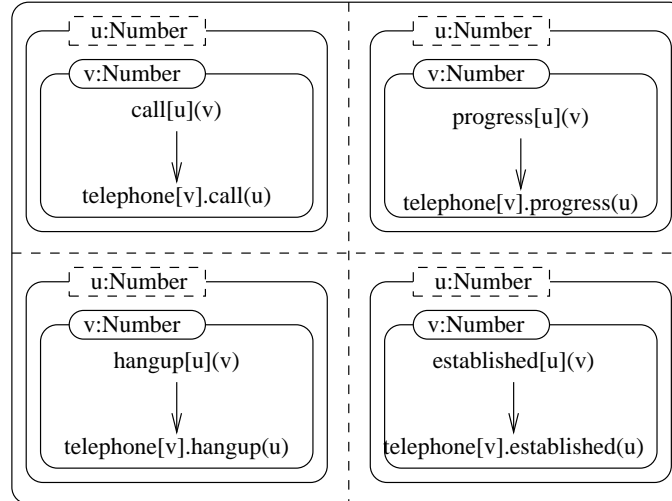 u:Number
v:Number
call[u](v)
telephone[v].call(u)
u:Number
v:Number
progress[u](v)
telephone[v].progress(u)
u:Number
v:Number
hangup[u](v)
telephone[v].hangup(u)
u:Number
v:Number
established[u](v)
telephone[v].established(u)